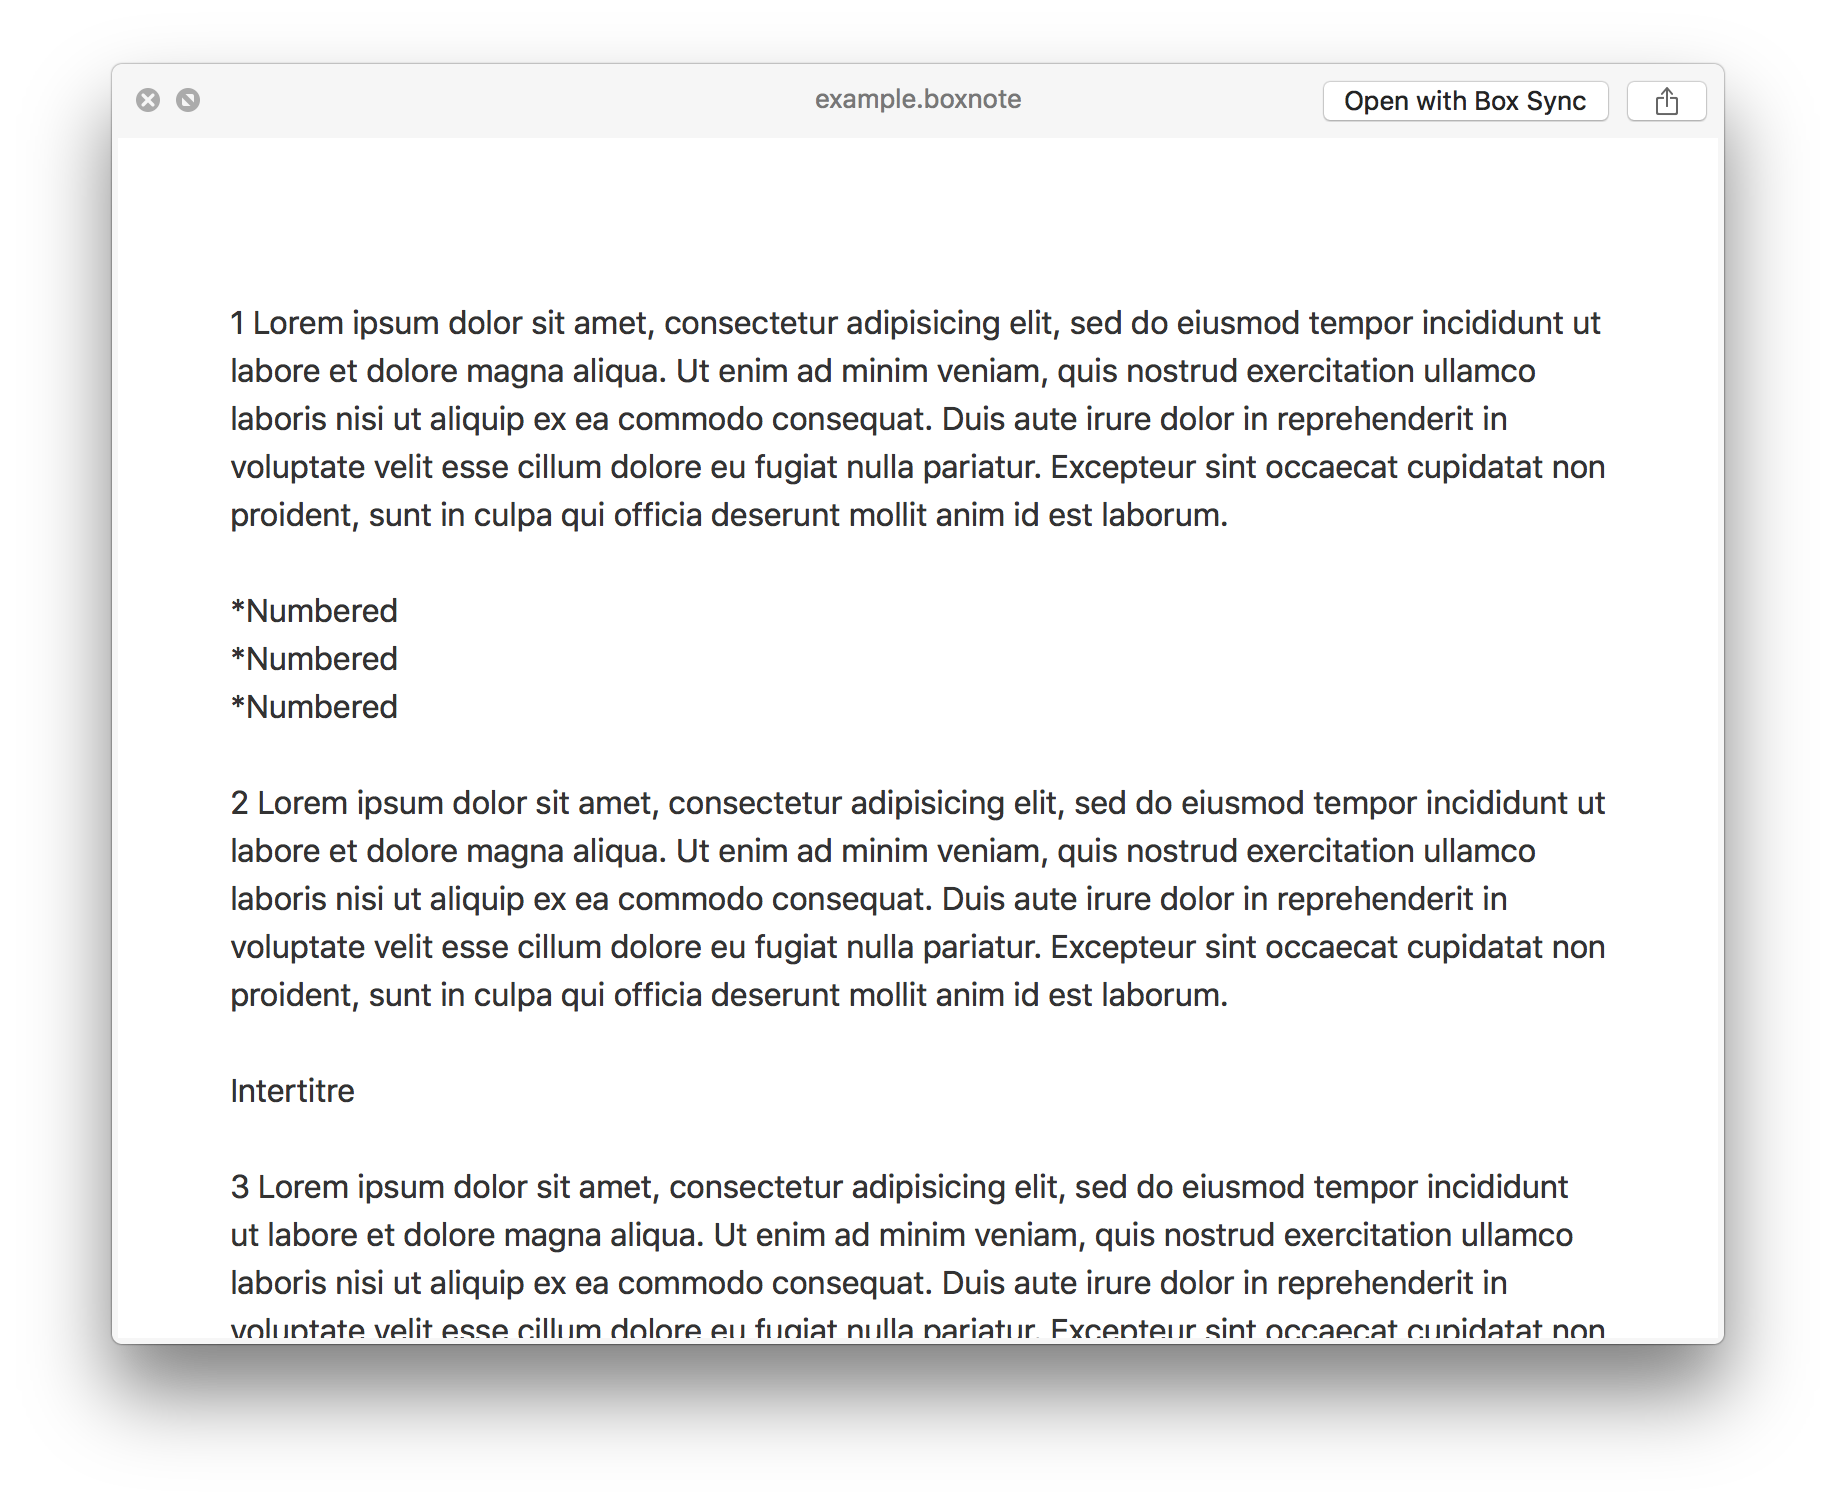 example.boxnote
Open with Box Sync
1 Lorem ipsum dolor sit amet, consectetur adipisicing elit, sed do eiusmod tempor incididunt ut
labore et dolore magna aliqua. Ut enim ad minim veniam, quis nostrud exercitation ullamco
laboris nisi ut aliquip ex ea commodo consequat. Duis aute irure dolor in reprehenderit in
voluptate velit esse cillum dolore eu fugiat nulla pariatur. Excepteur sint occaecat cupidatat non
proident, sunt in culpa qui officia deserunt mollit anim id est laborum.
*Numbered
*Numbered
*Numbered
2 Lorem ipsum dolor sit amet, consectetur adipisicing elit, sed do eiusmod tempor incididunt ut
labore et dolore magna aliqua. Ut enim ad minim veniam, quis nostrud exercitation ullamco
laboris nisi ut aliquip ex ea commodo consequat. Duis aute irure dolor in reprehenderit in
voluptate velit esse cillum dolore eu fugiat nulla pariatur. Excepteur sint occaecat cupidatat non
proident, sunt in culpa qui officia deserunt mollit anim id est laborum.
Intertitre
3 Lorem ipsum dolor sit amet, consectetur adipisicing elit, sed do eiusmod tempor incididunt
ut labore et dolore magna aliqua. Ut enim ad minim veniam, quis nostrud exercitation ullamco
laboris nisi ut aliquip ex ea commodo consequat. Duis aute irure dolor in reprehenderit in
voluptate velit esse cillum dolore eu fugiat nulla pariatur. Excepteur sint occaecat cupidatat non